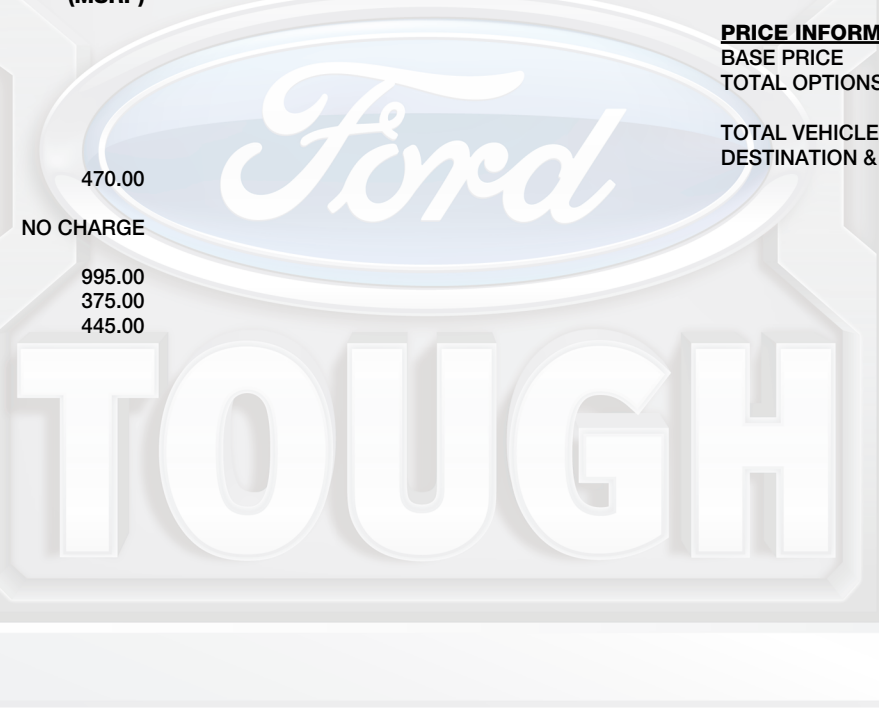 (MSRP)
470.00
NO CHARGE
995.00
375.00
445.00
PRICE INFORM
BASE PRICE
TOTAL OPTIONS
TOTAL VEHICLE
DESTINATION &
Ford
TOUGH